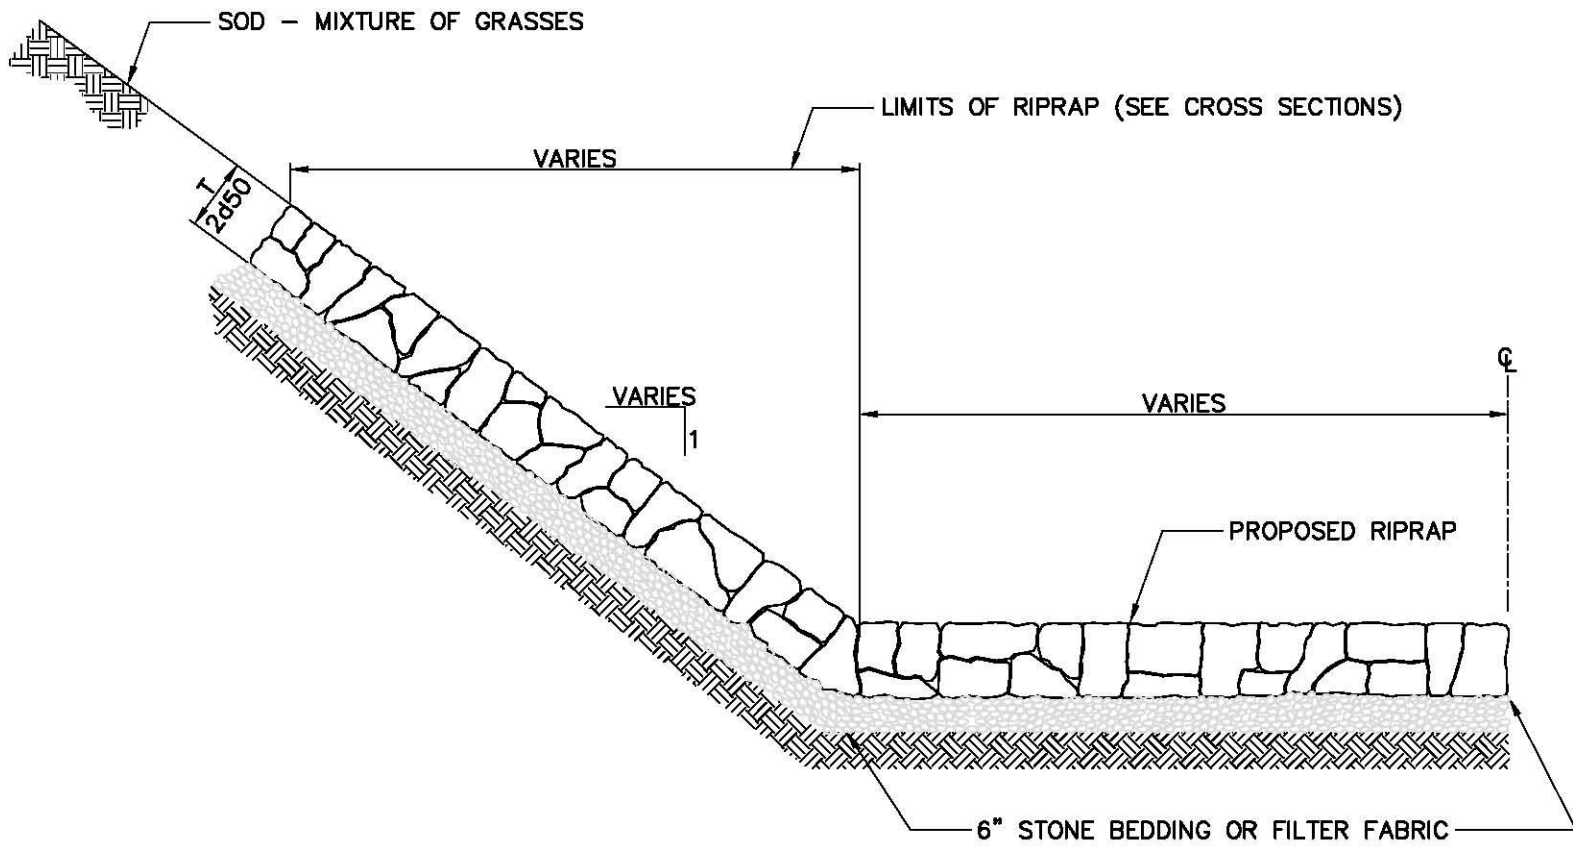 SOD – MIXTURE OF GRASSES
LIMITS OF RIPRAP (SEE CROSS SECTIONS)
VARIES
T
2d50
VARIES
1
℄
VARIES
PROPOSED RIPRAP
6" STONE BEDDING OR FILTER FABRIC